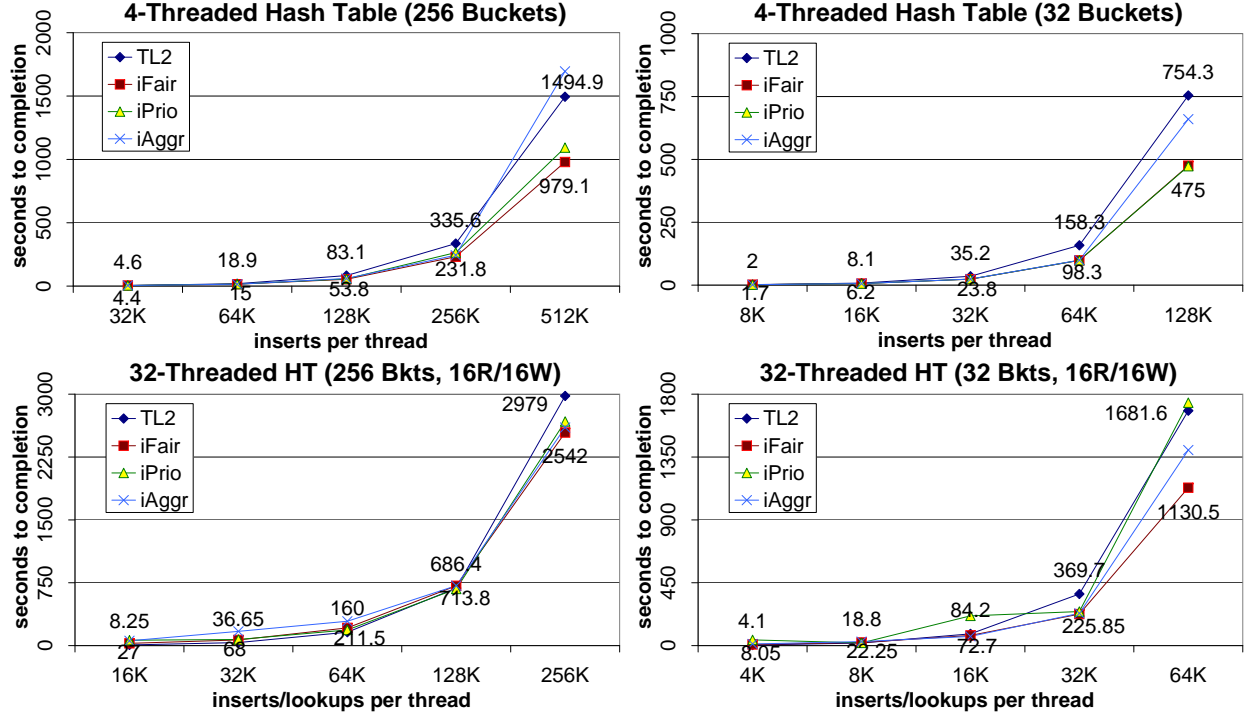 4-Threaded Hash Table (256 Buckets)
2000
1500
1000
500
0
seconds to completion
TL2
iFair
iPrio
iAggr
4.6
18.9
83.1
335.6
1494.9
4.4
15
53.8
231.8
979.1
32K
64K
128K
256K
512K
inserts per thread
4-Threaded Hash Table (32 Buckets)
1000
750
500
250
0
seconds to completion
TL2
iFair
iPrio
iAggr
2
8.1
35.2
158.3
754.3
1.7
6.2
23.8
98.3
475
8K
16K
32K
64K
128K
inserts per thread
32-Threaded HT (256 Bkts, 16R/16W)
3000
2250
1500
750
0
seconds to completion
TL2
iFair
iPrio
iAggr
8.25
36.65
160
686.4
2979
27
68
211.5
713.8
2542
16K
32K
64K
128K
256K
inserts/lookups per thread
32-Threaded HT (32 Bkts, 16R/16W)
1800
1350
900
450
0
seconds to completion
TL2
iFair
iPrio
iAggr
4.1
18.8
84.2
369.7
1681.6
8.05
22.25
72.7
225.85
1130.5
4K
8K
16K
32K
64K
inserts/lookups per thread